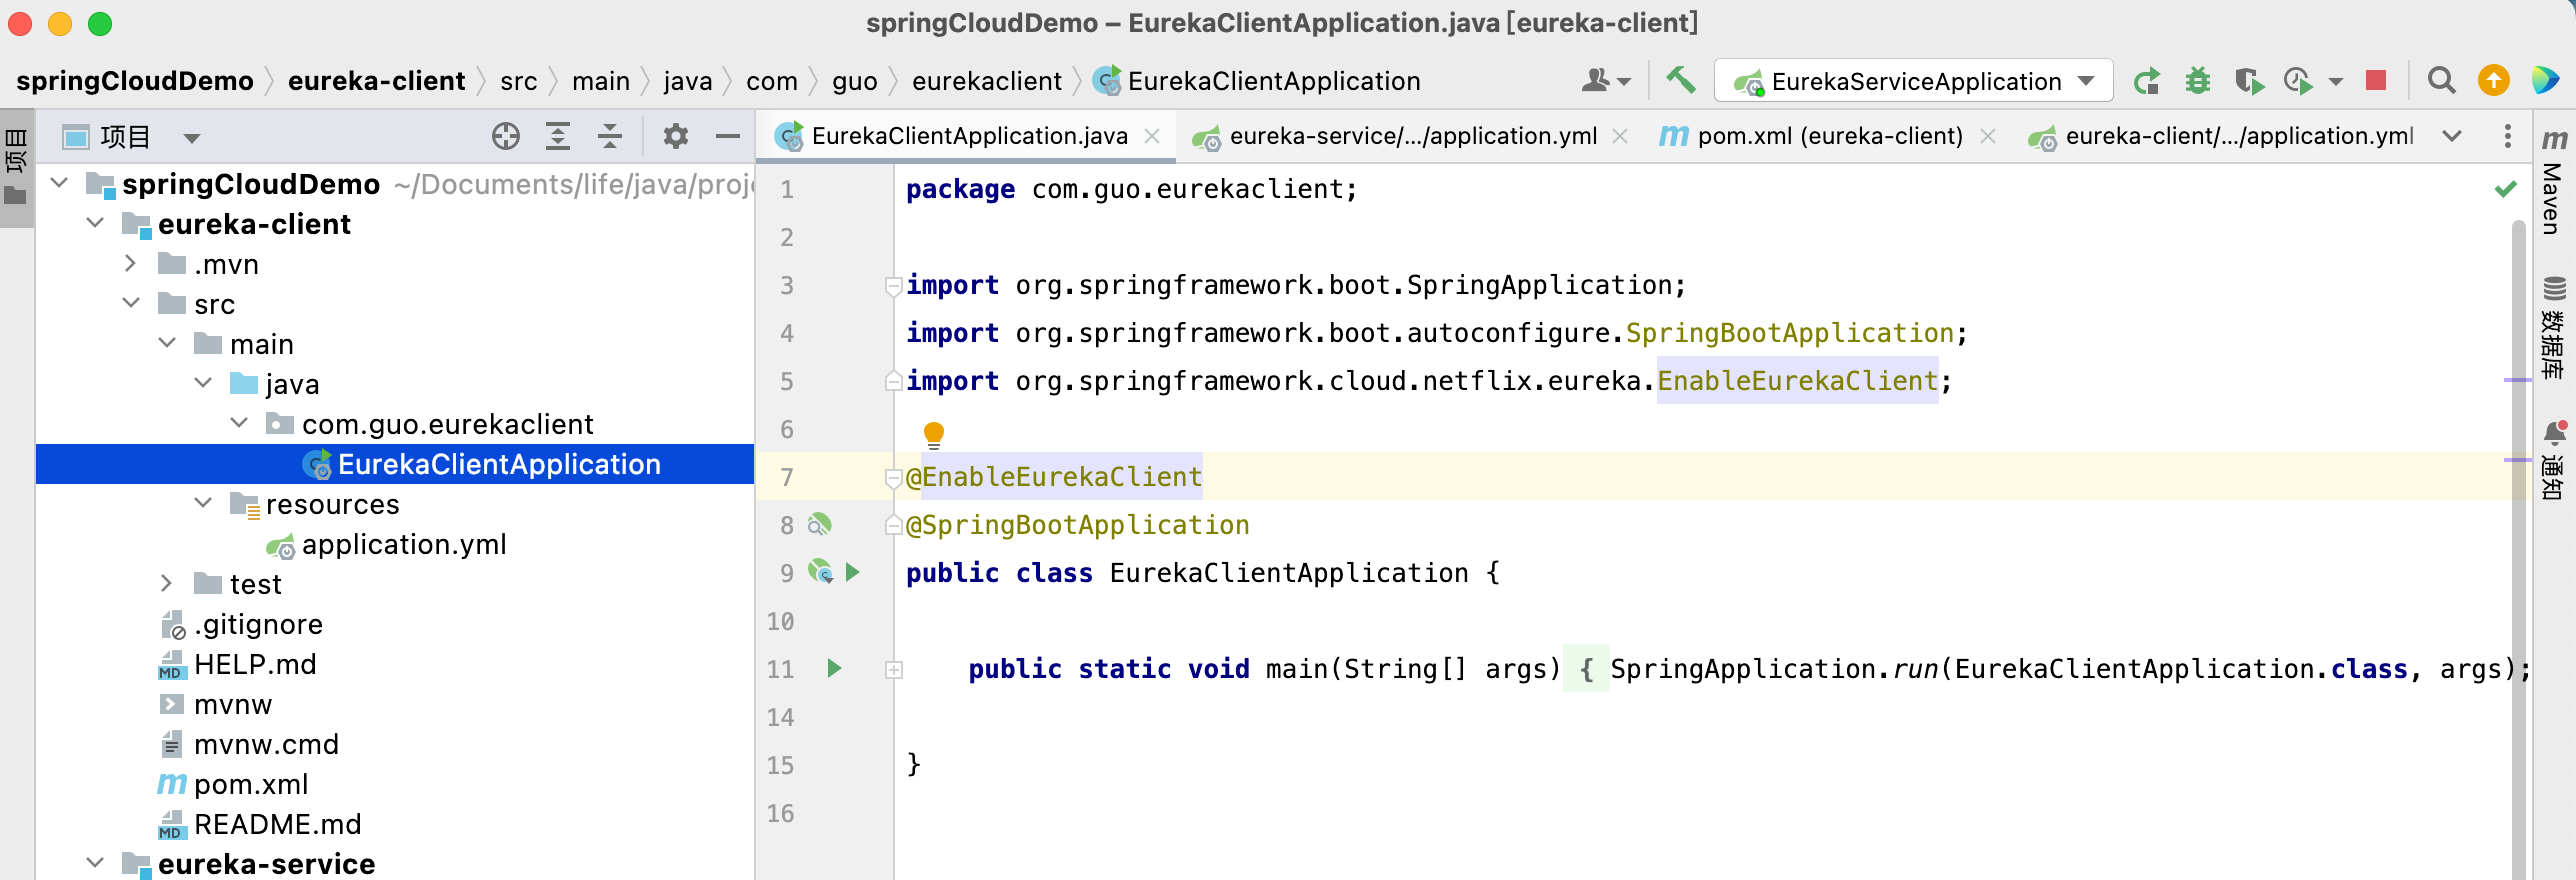 springCloudDemo – EurekaClientApplication.java [eureka-client]
springCloudDemo eureka-client src main java com guo eurekaclient EurekaClientApplication
EurekaServiceApplication
项目
项目
EurekaClientApplication.java
eureka-service/.../application.yml
pom.xml (eureka-client)
eureka-client/.../application.yml
springCloudDemo ~/Documents/life/java/proje
eureka-client
.mvn
src
main
java
com.guo.eurekaclient
EurekaClientApplication
resources
application.yml
test
.gitignore
HELP.md
mvnw
mvnw.cmd
pom.xml
README.md
eureka-service
1 package com.guo.eurekaclient;
2
3 import org.springframework.boot.SpringApplication;
4 import org.springframework.boot.autoconfigure.SpringBootApplication;
5 import org.springframework.cloud.netflix.eureka.EnableEurekaClient;
6
7 @EnableEurekaClient
8 @SpringBootApplication
9 public class EurekaClientApplication {
10
11 public static void main(String[] args) { SpringApplication.run(EurekaClientApplication.class, args);
14
15 }
16
Maven
数据库
通知